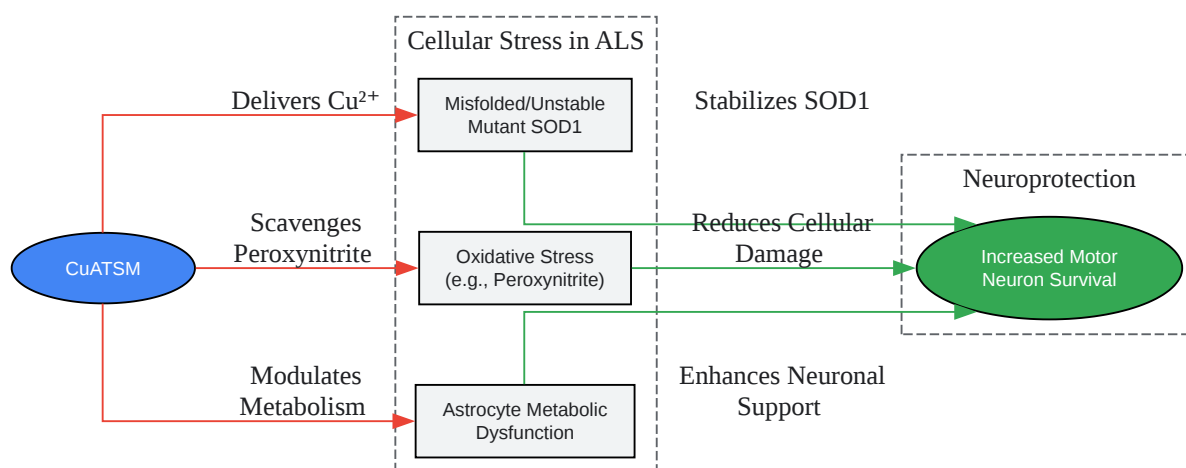 Cellular Stress in ALS
Delivers Cu²⁺
Misfolded/Unstable
Mutant SOD1
Stabilizes SOD1
Neuroprotection
Scavenges
Peroxynitrite
CuATSM
Oxidative Stress
(e.g., Peroxynitrite)
Reduces Cellular
Damage
Increased Motor
Neuron Survival
Modulates
Metabolism
Astrocyte Metabolic
Dysfunction
Enhances Neuronal
Support